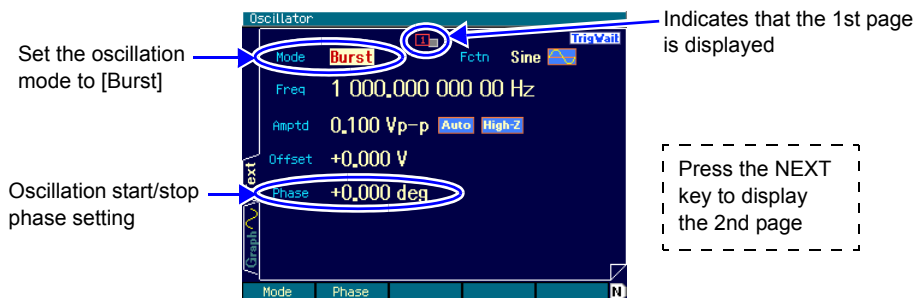 Oscillator
Indicates that the 1st page
is displayed
1
TrigWait
Set the oscillation
mode to [Burst]
Mode Burst Fctn Sine
Freq 1 000.000 000 00 Hz
Amptd 0.100 Vp-p Auto High-Z
Offset +0.000 V
Oscillation start/stop
phase setting
Phase +0.000 deg
Text
Graph
Press the NEXT
key to display
the 2nd page
Mode Phase N